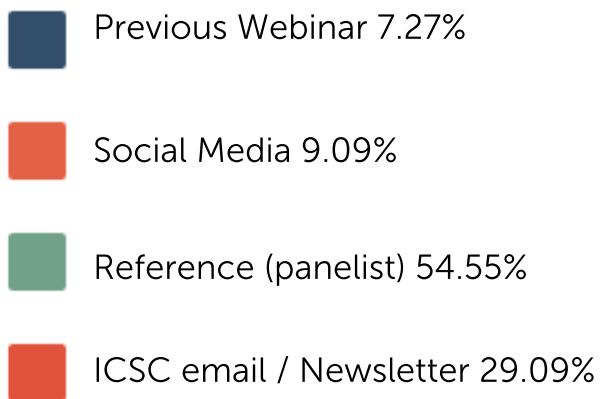 Previous Webinar 7.27%
Social Media 9.09%
Reference (panelist) 54.55%
ICSC email / Newsletter 29.09%